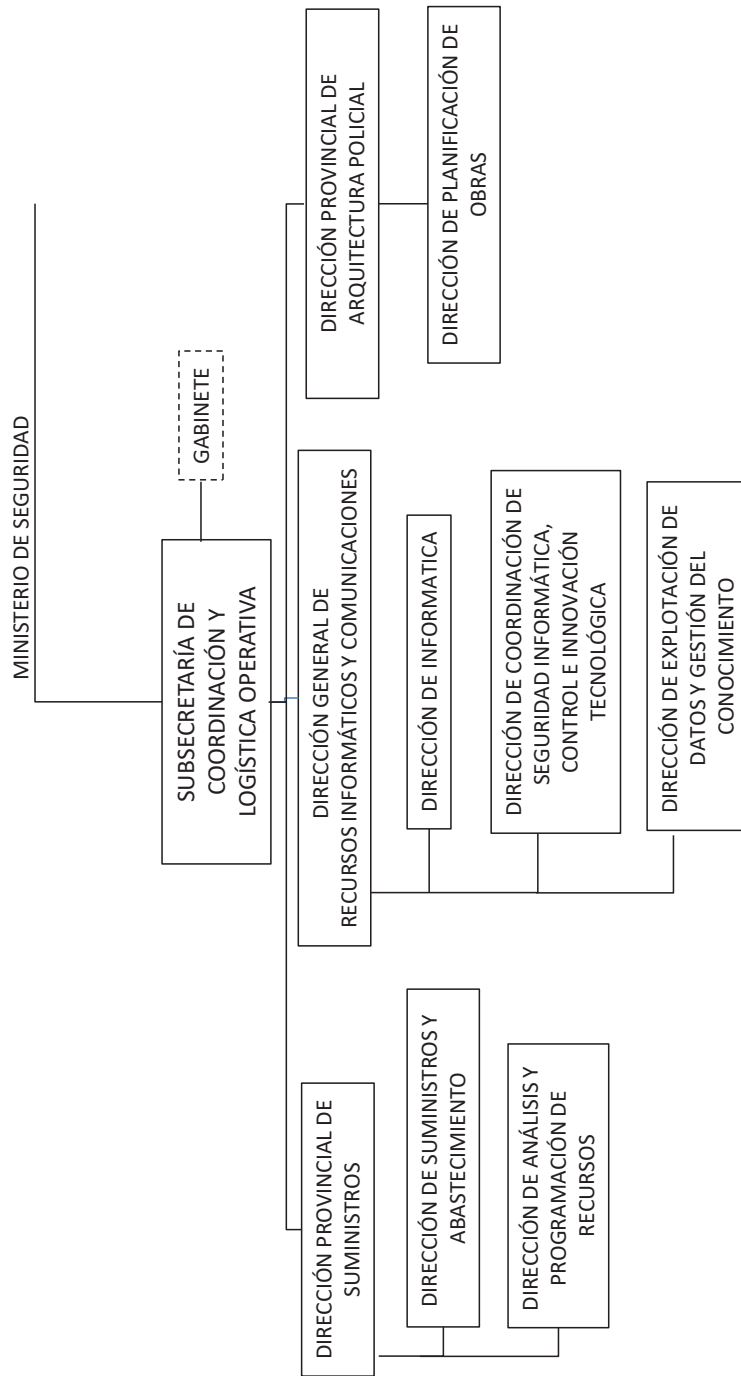 MINISTERIO DE SEGURIDAD
SUBSECRETARÍA DE
COORDINACIÓN Y
LOGÍSTICA OPERATIVA
GABINETE
DIRECCIÓN PROVINCIAL DE
SUMINISTROS
DIRECCIÓN DE SUMINISTROS Y
ABASTECIMIENTO
DIRECCIÓN DE ANÁLISIS Y
PROGRAMACIÓN DE
RECURSOS
DIRECCIÓN GENERAL DE
RECURSOS INFORMÁTICOS Y COMUNICACIONES
DIRECCIÓN DE INFORMATICA
DIRECCIÓN DE COORDINACIÓN DE
SEGURIDAD INFORMÁTICA,
CONTROL E INNOVACIÓN
TECNOLÓGICA
DIRECCIÓN DE EXPLOTACIÓN DE
DATOS Y GESTIÓN DEL
CONOCIMIENTO
DIRECCIÓN PROVINCIAL DE
ARQUITECTURA POLICIAL
DIRECCIÓN DE PLANIFICACIÓN DE
OBRAS